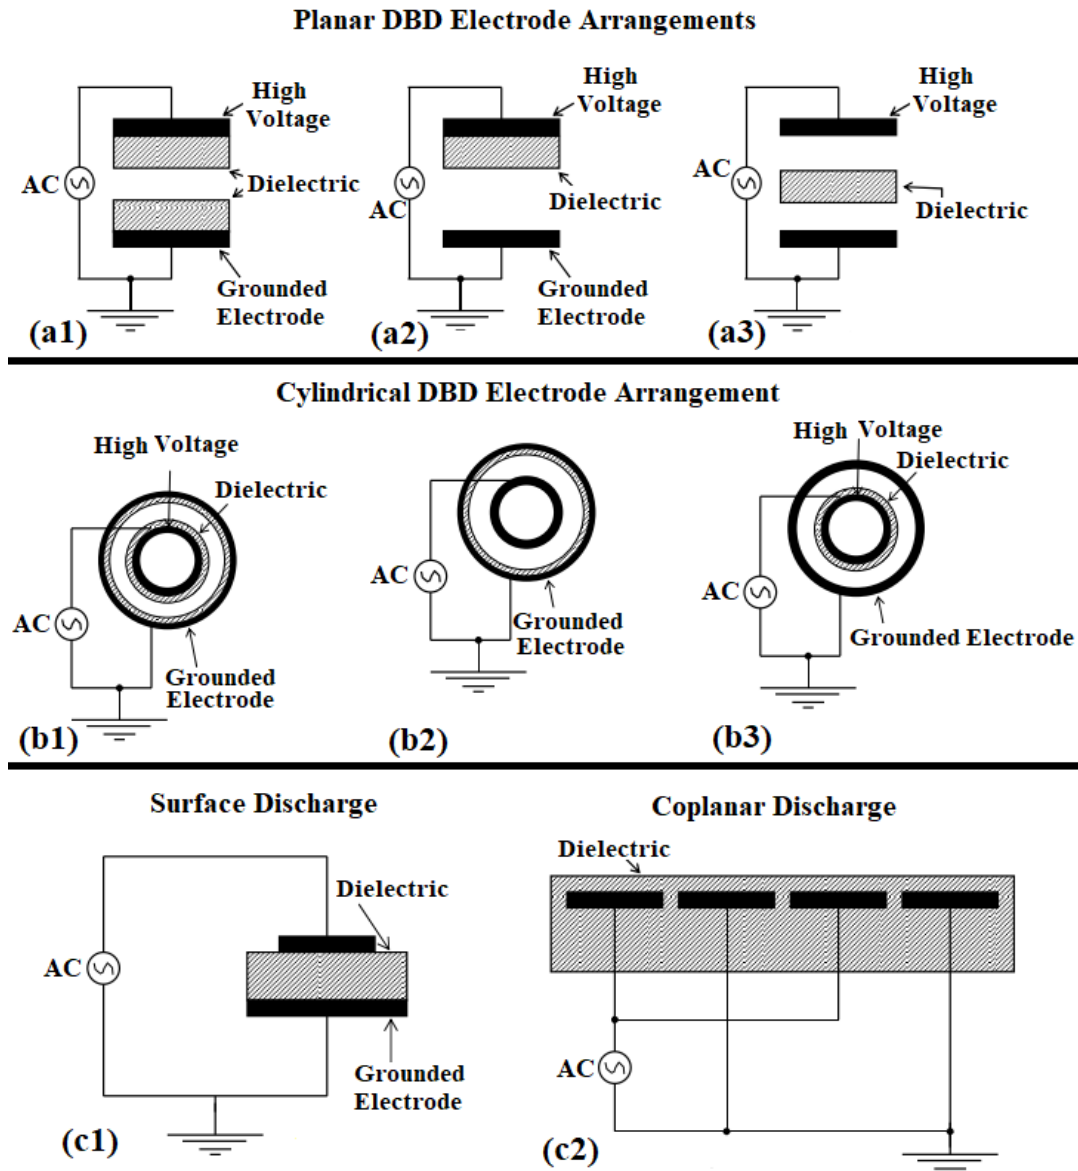 Planar DBD Electrode Arrangements
High
Voltage
AC
Dielectric
Grounded
Electrode
(a1)
High
Voltage
AC
Dielectric
Grounded
Electrode
(a2)
High
Voltage
AC
Dielectric
(a3)
Cylindrical DBD Electrode Arrangement
High Voltage
Dielectric
AC
Grounded
Electrode
(b1)
AC
Grounded
Electrode
(b2)
High Voltage
Dielectric
AC
Grounded Electrode
(b3)
Surface Discharge
Dielectric
AC
Grounded
Electrode
(c1)
Coplanar Discharge
Dielectric
AC
(c2)